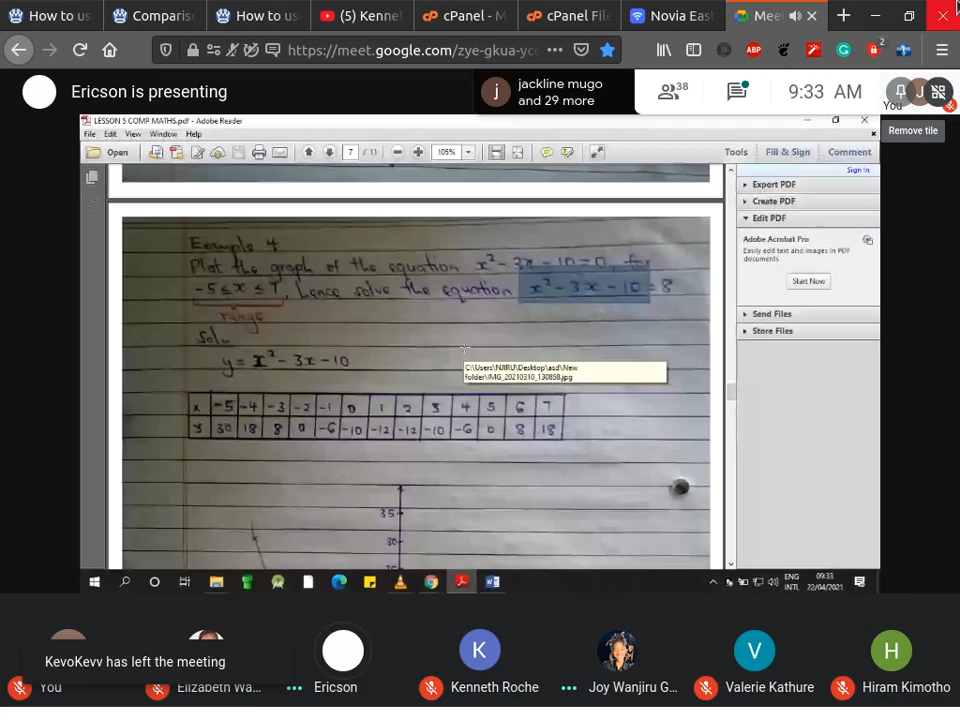 How to us
Comparis
How to us
(5) Kenne
cPanel - M
cPanel File
Novia East
Mee
https://meet.google.com/zye-gkua-yc
ABP
2
Ericson is presenting
j
jackline mugo
and 29 more
38
9:33 AM
J
You
Remove tile
LESSON 5 COMP MATHS.pdf - Adobe Reader
File Edit View Window Help
Open
7 / 11
105%
Tools
Fill & Sign
Comment
Sign In
Export PDF
Create PDF
Edit PDF
Adobe Acrobat Pro
Easily edit text and images in PDF
documents
Start Now
Send Files
Store Files
Example 4
Plot the graph of the equation x² - 3x - 10 = 0, for
-5 ≤ x ≤ 7, Hence solve the equation x² - 3x - 10 = 8
range
Soln
y = x² - 3x - 10
C:\Users\NJIRU\Desktop\asd\New
folder\IMG_20210310_130858.jpg
x -5 -4 -3 -2 -1 0 1 2 3 4 5 6 7
y 30 18 8 0 -6 -10 -12 -12 -10 -6 0 8 18
35
30
ENG
INTL
09:33
22/04/2021
KevoKevv has left the meeting
K
V
H
You
Elizabeth Wa...
Ericson
Kenneth Roche
Joy Wanjiru G...
Valerie Kathure
Hiram Kimotho